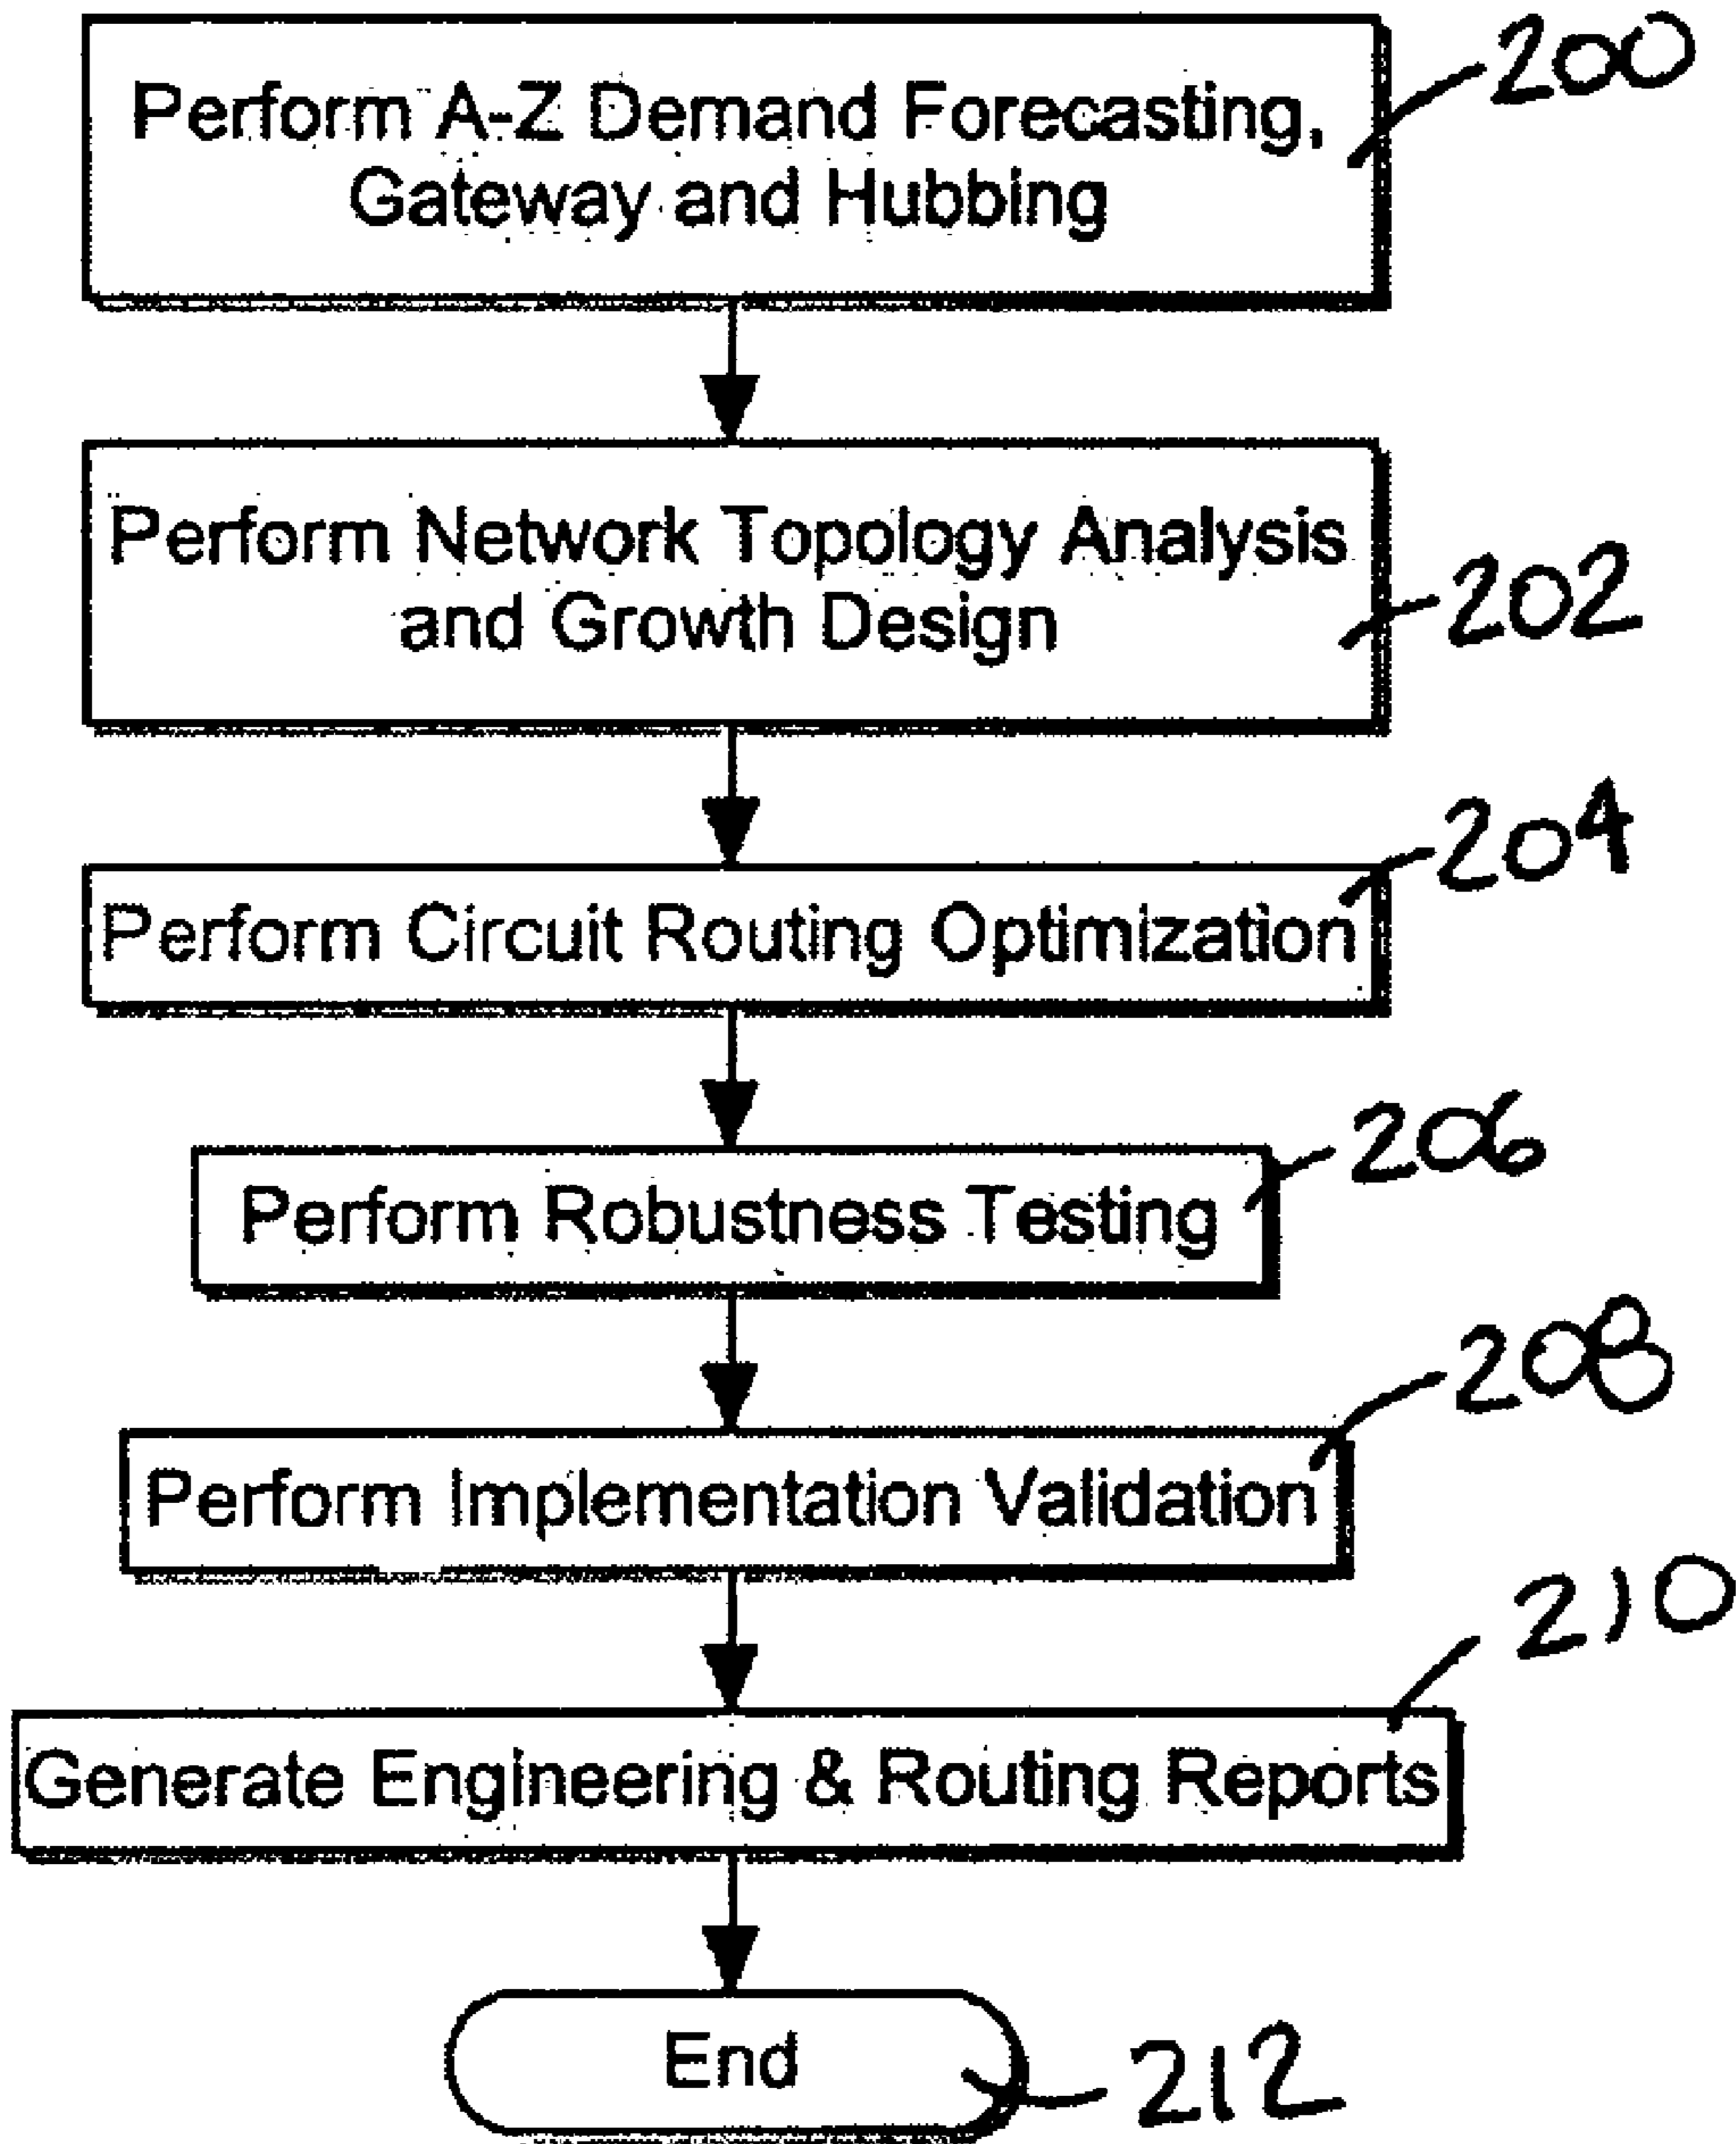 Perform A-Z Demand Forecasting,
Gateway and Hubbing
200
Perform Network Topology Analysis
and Growth Design
202
Perform Circuit Routing Optimization
204
Perform Robustness Testing
206
Perform Implementation Validation
208
Generate Engineering & Routing Reports
210
End
212